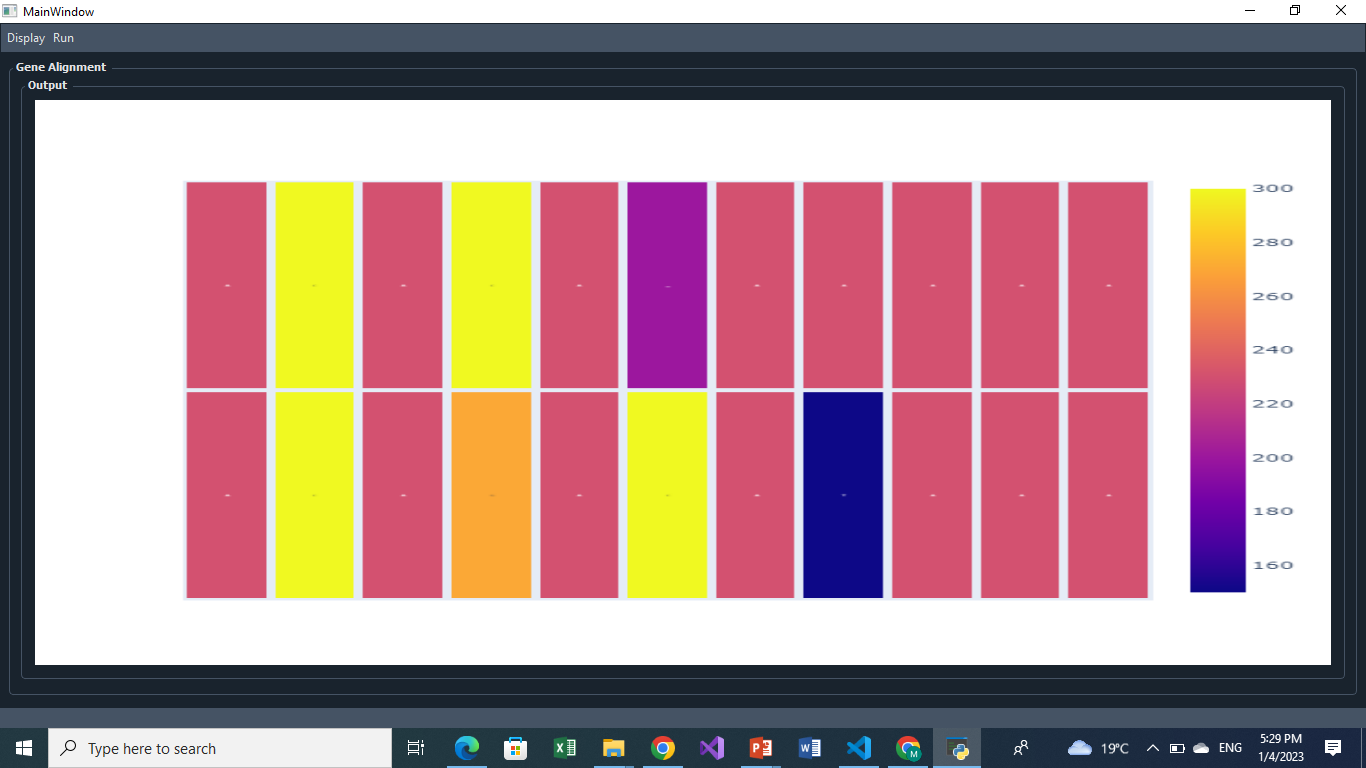 MainWindow
Display Run
Gene Alignment
Output
300
280
260
240
220
200
180
160
Type here to search
19°C
ENG
5:29 PM
1/4/2023